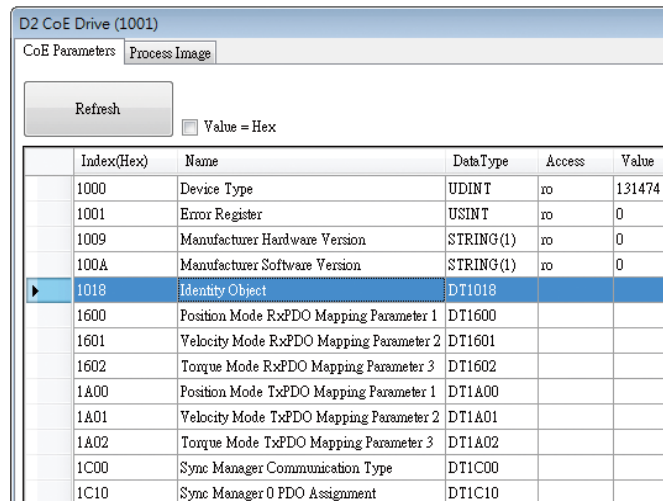 D2 CoE Drive (1001)
CoE Parameters Process Image
Refresh
Value = Hex
Index(Hex) Name DataType Access Value
1000 Device Type UDINT ro 131474
1001 Error Register USINT ro 0
1009 Manufacturer Hardware Version STRING(1) ro 0
100A Manufacturer Software Version STRING(1) ro 0
1018 Identity Object DT1018
1600 Position Mode RxPDO Mapping Parameter 1 DT1600
1601 Velocity Mode RxPDO Mapping Parameter 2 DT1601
1602 Torque Mode RxPDO Mapping Parameter 3 DT1602
1A00 Position Mode TxPDO Mapping Parameter 1 DT1A00
1A01 Velocity Mode TxPDO Mapping Parameter 2 DT1A01
1A02 Torque Mode TxPDO Mapping Parameter 3 DT1A02
1C00 Sync Manager Communication Type DT1C00
1C10 Sync Manager 0 PDO Assignment DT1C10